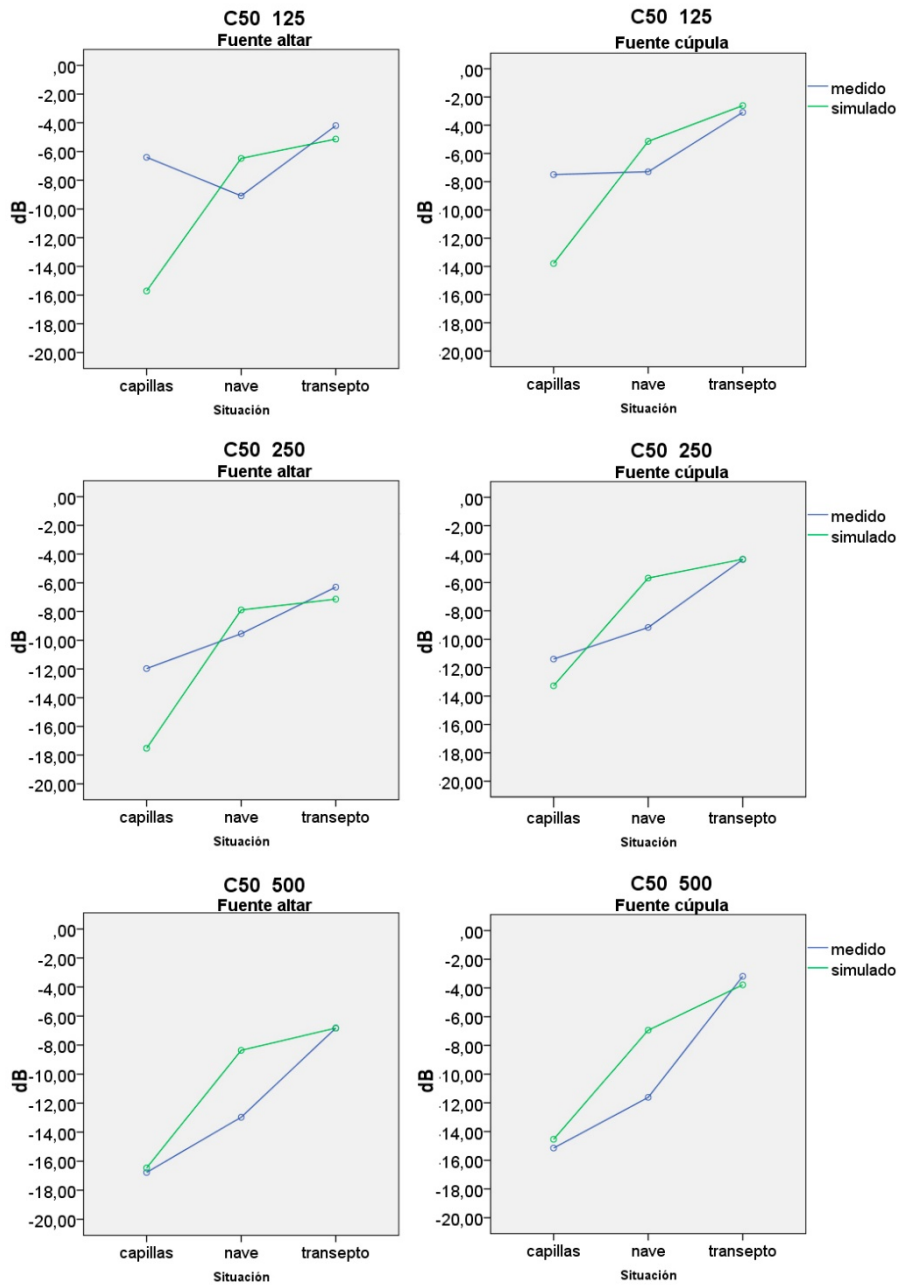 C50 125
Fuente altar
,00
-2,00
-4,00
-6,00
-8,00
-10,00
-12,00
-14,00
-16,00
-18,00
-20,00
dB
capillas nave transepto
Situación
C50 125
Fuente cúpula
,00
-2,00
-4,00
-6,00
-8,00
-10,00
-12,00
-14,00
-16,00
-18,00
-20,00
dB
capillas nave transepto
Situación
medido
simulado
C50 250
Fuente altar
,00
-2,00
-4,00
-6,00
-8,00
-10,00
-12,00
-14,00
-16,00
-18,00
-20,00
dB
capillas nave transepto
Situación
C50 250
Fuente cúpula
,00
-2,00
-4,00
-6,00
-8,00
-10,00
-12,00
-14,00
-16,00
-18,00
-20,00
dB
capillas nave transepto
Situación
medido
simulado
C50 500
Fuente altar
,00
-2,00
-4,00
-6,00
-8,00
-10,00
-12,00
-14,00
-16,00
-18,00
-20,00
dB
capillas nave transepto
Situación
C50 500
Fuente cúpula
,00
-2,00
-4,00
-6,00
-8,00
-10,00
-12,00
-14,00
-16,00
-18,00
-20,00
dB
capillas nave transepto
Situación
medido
simulado